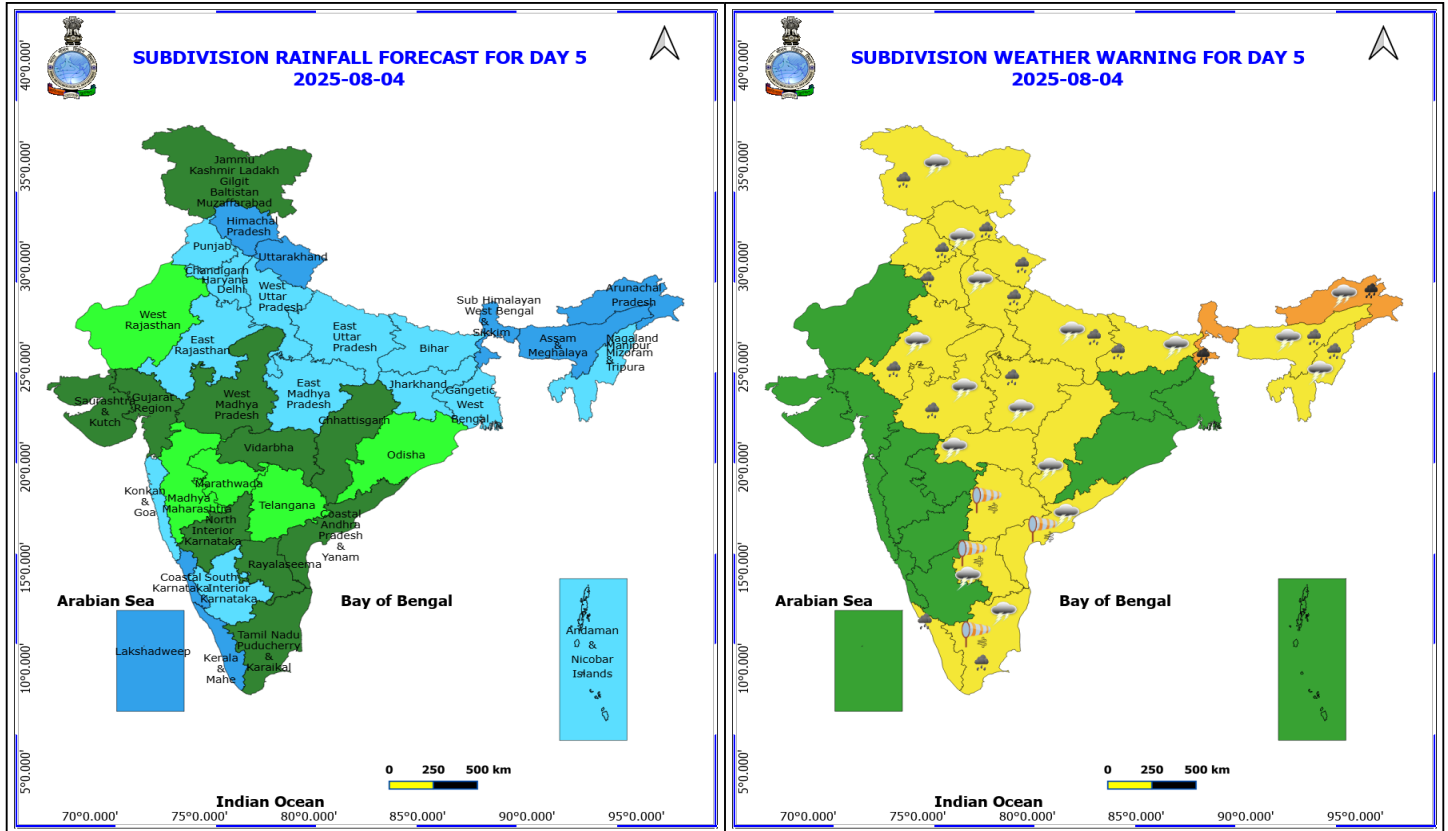 SUBDIVISION RAINFALL FORECAST FOR DAY 5
2025-08-04
40°0.000'
35°0.000'
30°0.000'
25°0.000'
20°0.000'
15°0.000'
10°0.000'
5°0.000'
Jammu
Kashmir Ladakh
Gilgit
Baltistan
Muzaffarabad
Himachal
Pradesh
Punjab
Uttarakhand
Chandigarh
Haryana
Delhi
West
Uttar
Pradesh
West
Rajasthan
East
Rajasthan
East
Uttar
Pradesh
Bihar
Sub Himalayan
West Bengal
&
Sikkim
Arunachal
Pradesh
Assam
&
Meghalaya
Nagaland
Manipur
Mizoram
&
Tripura
Jharkhand
Gangetic
West
Bengal
East
Madhya
Pradesh
West
Madhya
Pradesh
Gujarat
Region
Saurashtra
&
Kutch
Chhattisgarh
Vidarbha
Odisha
Konkan
&
Goa
Madhya
Maharashtra
Marathwada
Telangana
North
Interior
Karnataka
Coastal
Andhra
Pradesh
&
Yanam
Rayalaseema
Coastal
Karnataka
South
Interior
Karnataka
Arabian Sea
Bay of Bengal
Lakshadweep
Kerala
&
Mahe
Tamil Nadu
Puducherry
&
Karaikal
Andaman
&
Nicobar
Islands
0 250 500 km
Indian Ocean
70°0.000' 75°0.000' 80°0.000' 85°0.000' 90°0.000' 95°0.000'
SUBDIVISION WEATHER WARNING FOR DAY 5
2025-08-04
40°0.000'
35°0.000'
30°0.000'
25°0.000'
20°0.000'
15°0.000'
10°0.000'
5°0.000'
Arabian Sea
Bay of Bengal
0 250 500 km
Indian Ocean
70°0.000' 75°0.000' 80°0.000' 85°0.000' 90°0.000' 95°0.000'